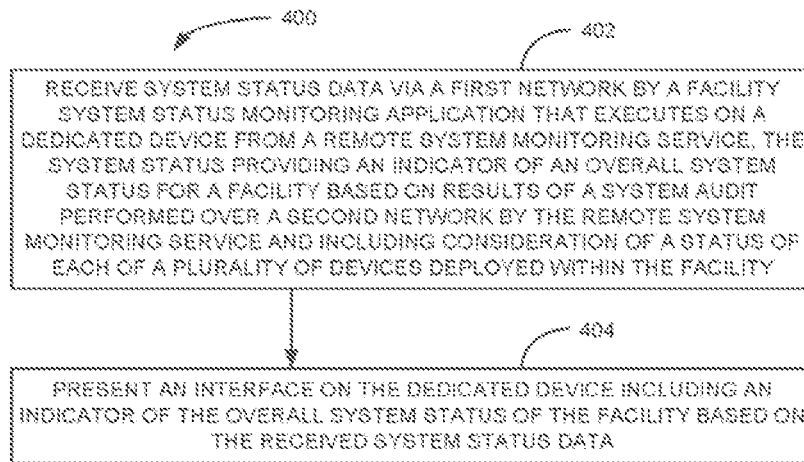 400
402
RECEIVE SYSTEM STATUS DATA VIA A FIRST NETWORK BY A FACILITY
SYSTEM STATUS MONITORING APPLICATION THAT EXECUTES ON A
DEDICATED DEVICE FROM A REMOTE SYSTEM MONITORING SERVICE, THE
SYSTEM STATUS PROVIDING AN INDICATOR OF AN OVERALL SYSTEM
STATUS FOR A FACILITY BASED ON RESULTS OF A SYSTEM AUDIT
PERFORMED OVER A SECOND NETWORK BY THE REMOTE SYSTEM
MONITORING SERVICE AND INCLUDING CONSIDERATION OF A STATUS OF
EACH OF A PLURALITY OF DEVICES DEPLOYED WITHIN THE FACILITY
404
PRESENT AN INTERFACE ON THE DEDICATED DEVICE INCLUDING AN
INDICATOR OF THE OVERALL SYSTEM STATUS OF THE FACILITY BASED ON
THE RECEIVED SYSTEM STATUS DATA